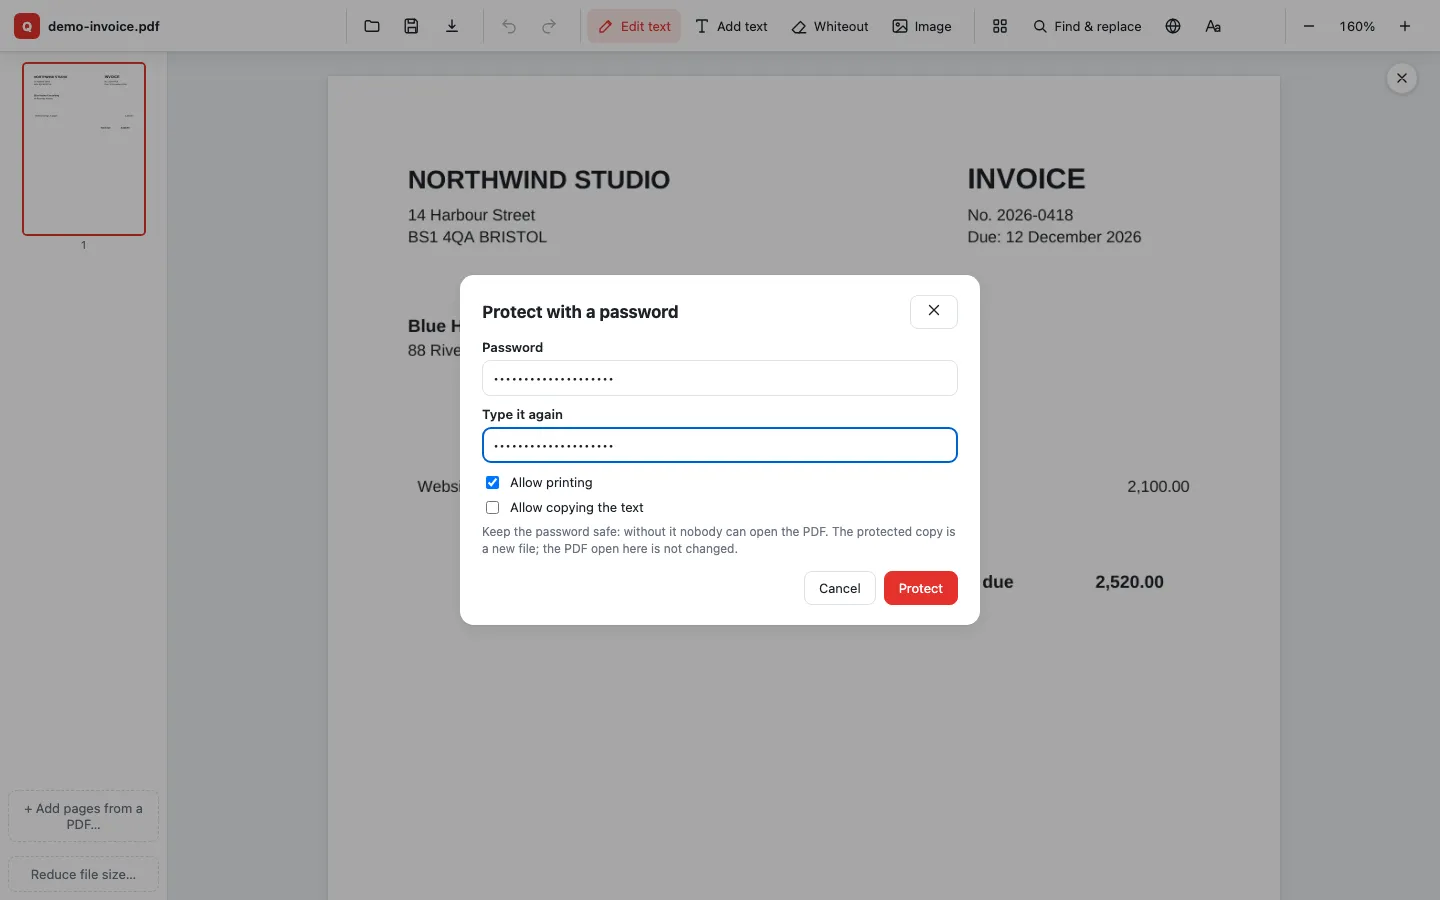 Q demo-invoice.pdf
Edit text
Add text
Whiteout
Image
Find & replace
Aa
160%
NORTHWIND STUDIO
INVOICE
14 Harbour Street
No. 2026-0418
BS1 4QA BRISTOL
Due: 12 December 2026
1
Blue H
88 Rive
Protect with a password
Password
••••••••••••••••••••
Type it again
••••••••••••••••••••
Allow printing
Allow copying the text
Keep the password safe: without it nobody can open the PDF. The protected copy is
a new file; the PDF open here is not changed.
Cancel
Protect
Websi
2,100.00
due
2,520.00
+ Add pages from a
PDF...
Reduce file size...